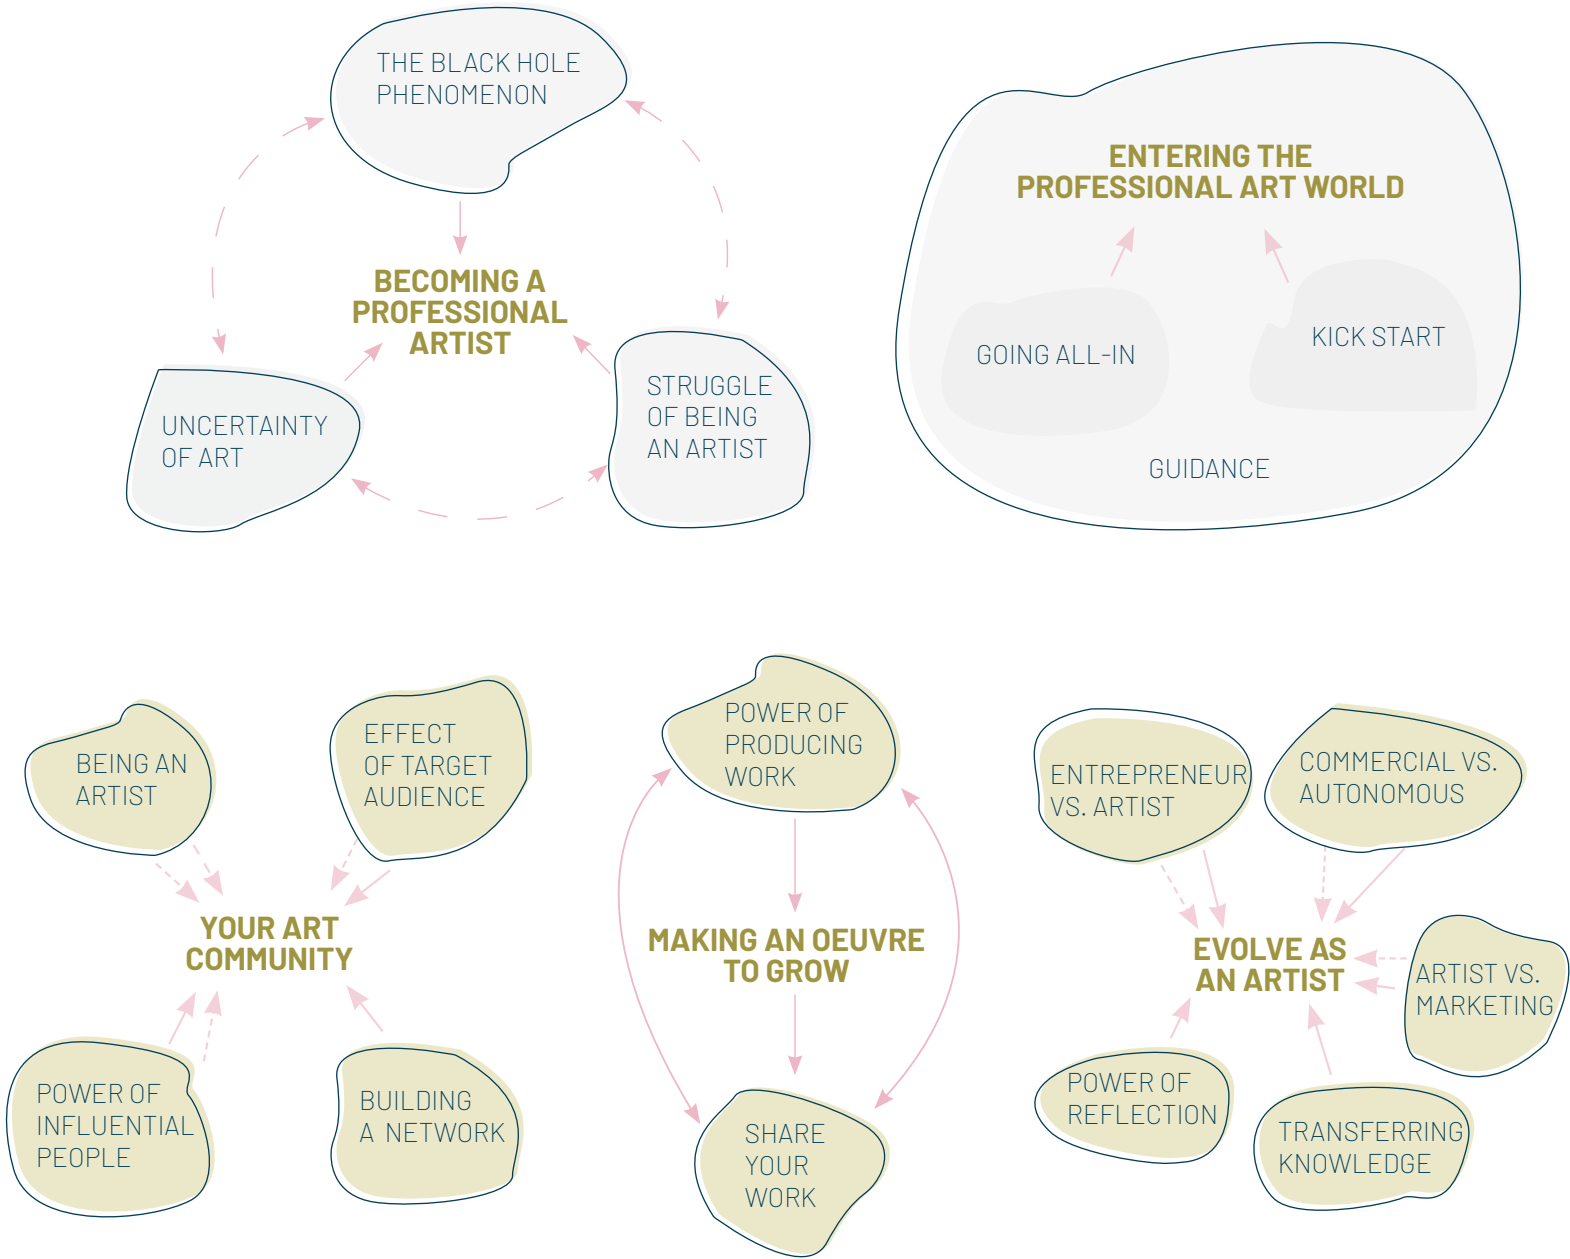 THE BLACK HOLE
PHENOMENON
BECOMING A
PROFESSIONAL
ARTIST
UNCERTAINTY
OF ART
STRUGGLE
OF BEING
AN ARTIST
ENTERING THE
PROFESSIONAL ART WORLD
GOING ALL-IN
KICK START
GUIDANCE
BEING AN
ARTIST
EFFECT
OF TARGET
AUDIENCE
YOUR ART
COMMUNITY
POWER OF
INFLUENTIAL
PEOPLE
BUILDING
A NETWORK
POWER OF
PRODUCING
WORK
MAKING AN OEUVRE
TO GROW
SHARE
YOUR
WORK
ENTREPRENEUR
VS. ARTIST
COMMERCIAL VS.
AUTONOMOUS
EVOLVE AS
AN ARTIST
ARTIST VS.
MARKETING
POWER OF
REFLECTION
TRANSFERRING
KNOWLEDGE